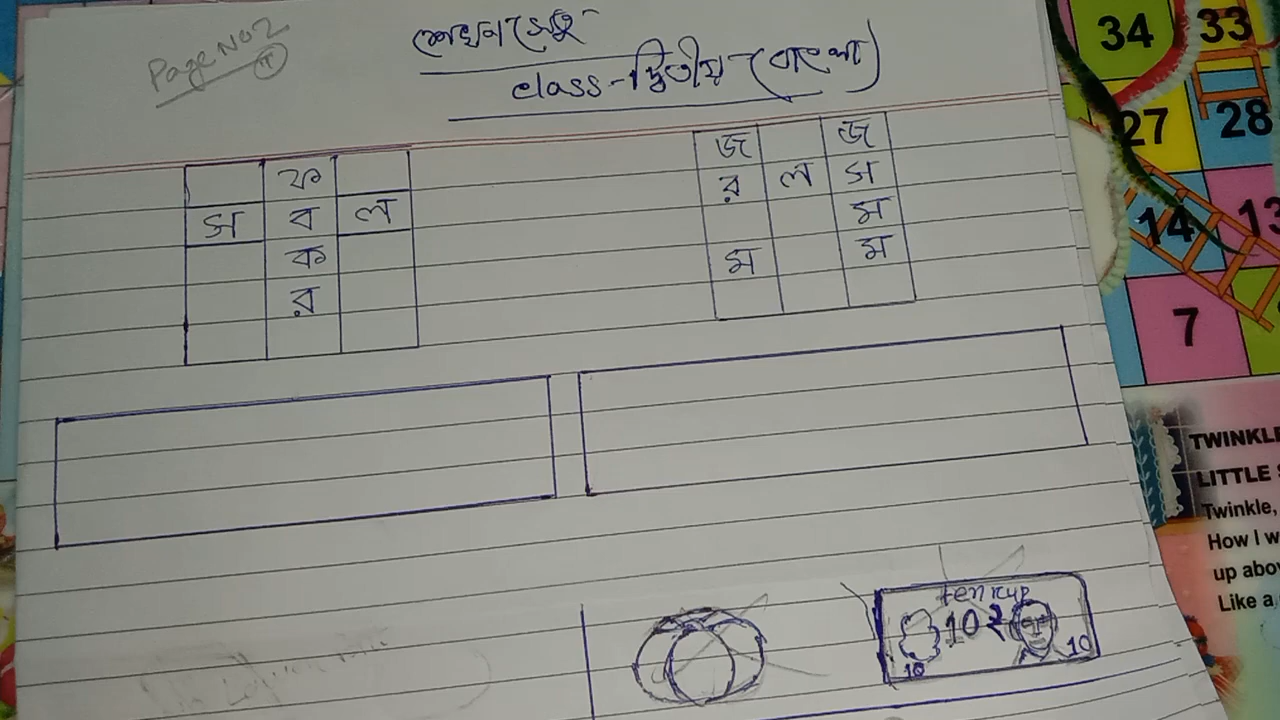 Page No 2
class-দ্বিতীয়-(বাংলা)
ফ
স ব ল
ক
র
জ জ
র ল স
ম
ম ম
ten rup
10 ₹
10 10
34 33
27 28
14 13
7
TWINKLE
LITTLE
Twinkle,
How I w
up abov
Like a